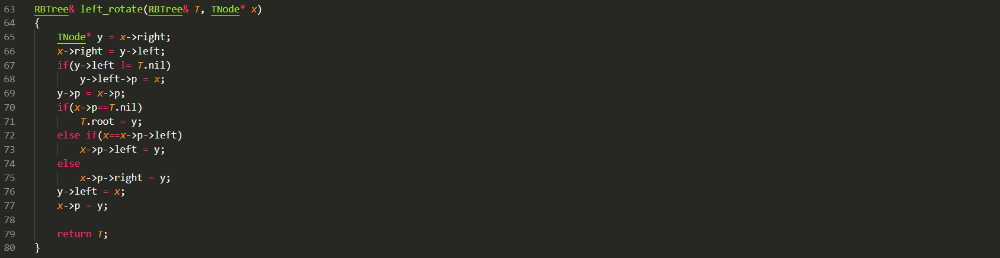 63 RBTree& left_rotate(RBTree& T, TNode* x)
64 {
65     TNode* y = x->right;
66     x->right = y->left;
67     if(y->left != T.nil)
68         y->left->p = x;
69     y->p = x->p;
70     if(x->p==T.nil)
71         T.root = y;
72     else if(x==x->p->left)
73         x->p->left = y;
74     else
75         x->p->right = y;
76     y->left = x;
77     x->p = y;
78
79     return T;
80 }